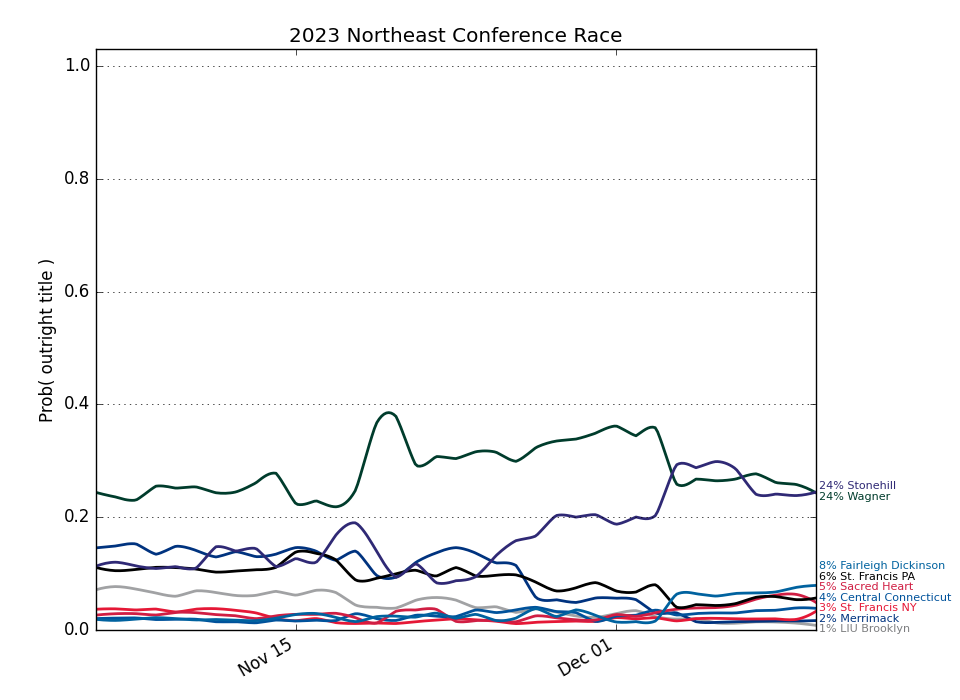 2023 Northeast Conference Race
Prob( outright title )
1.0
0.8
0.6
0.4
0.2
0.0
Nov 15
Dec 01
24% Stonehill
24% Wagner
8% Fairleigh Dickinson
6% St. Francis PA
5% Sacred Heart
4% Central Connecticut
3% St. Francis NY
2% Merrimack
1% LIU Brooklyn